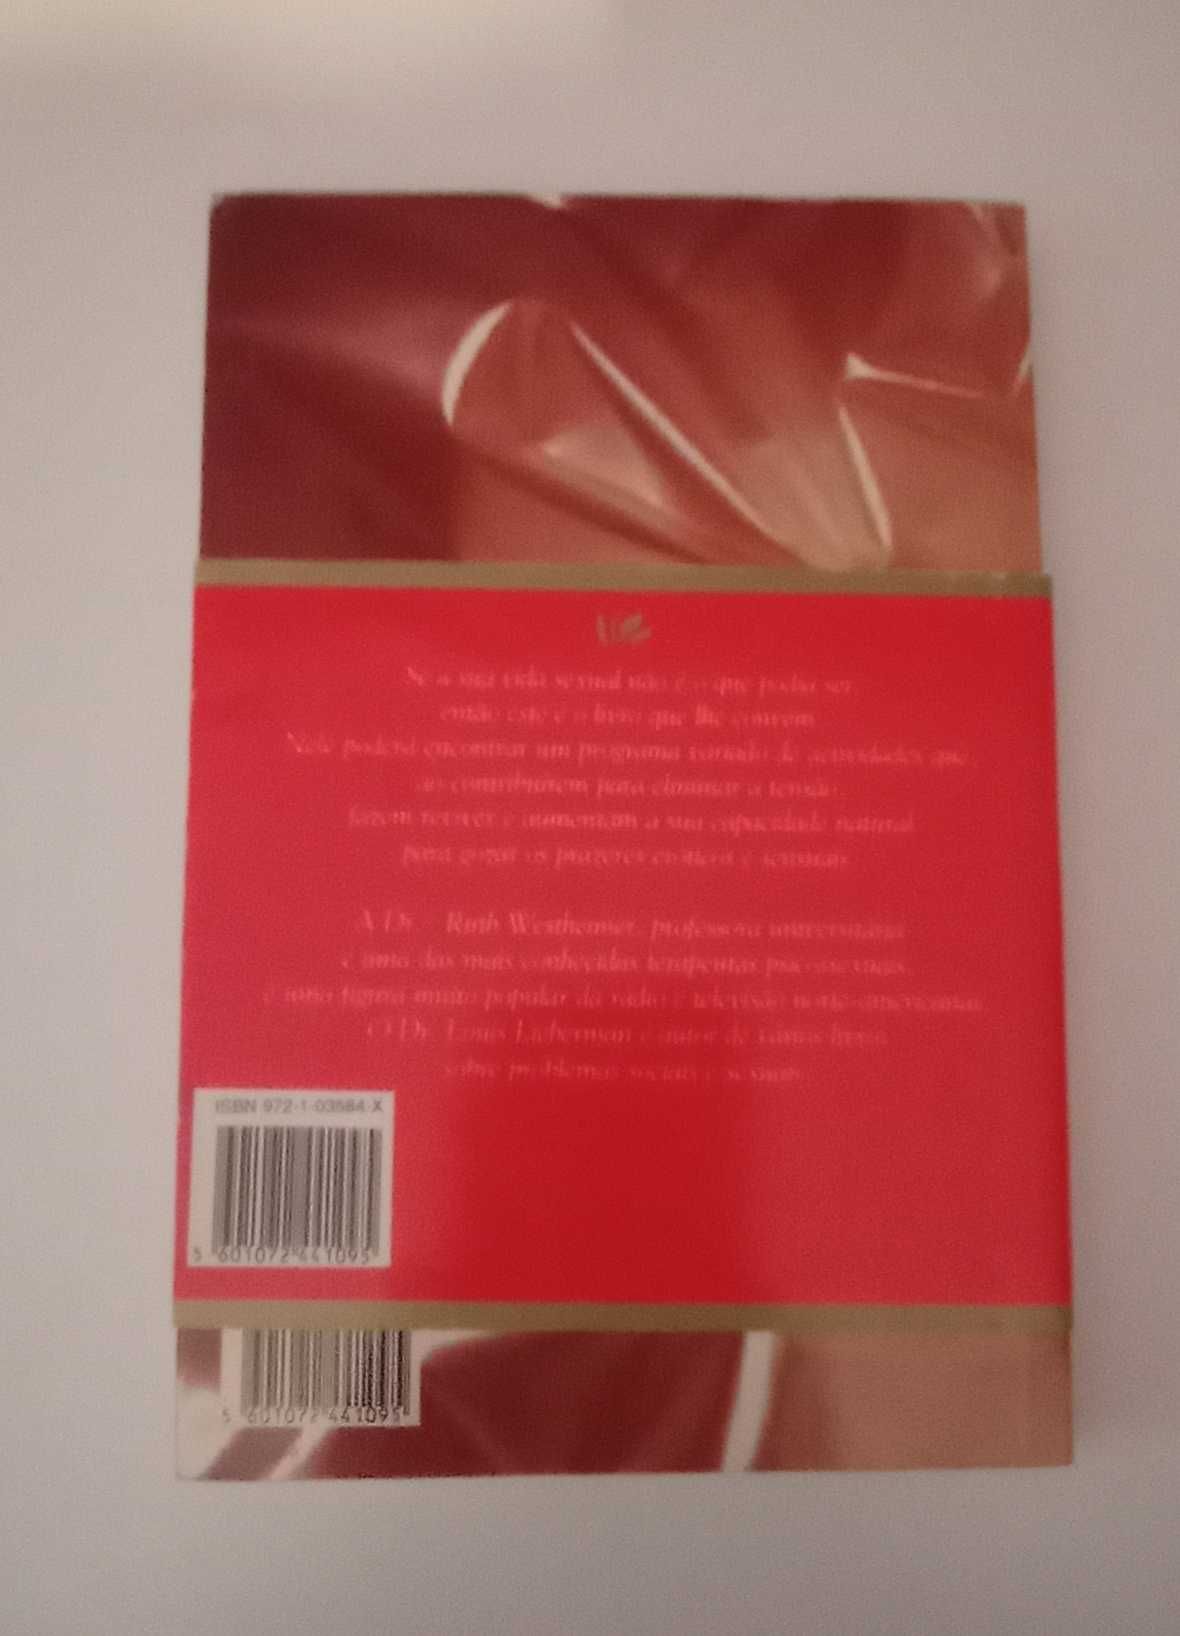 Se a sua vida sexual não é o que podia ser
então este é o livro que lhe convém
Nele poderá encontrar um programa variado de actividades que,
ao contribuírem para eliminar a tensão,
fazem reviver e aumentam a sua capacidade natural
para gozar os prazeres eróticos e sensuais
A Dr. Ruth Westheimer, professora universitária
é uma das mais conhecidas terapeutas psicossexuais,
é uma figura muito popular da rádio e televisão norte-americanas
O Dr. Louis Lieberman é autor de vários livros
sobre problemas sociais e sexuais
ISBN 972-1-03584-X
5 601072 441095
5 601072 441095